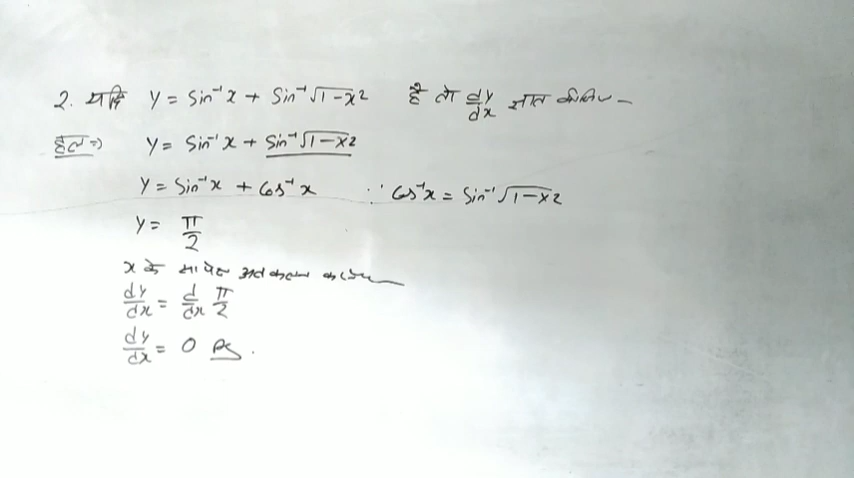 2. यदि y = Sin⁻¹x + Sin⁻¹√1-x2 है तो dy/dx ज्ञात कीजिए -
हल ⇒ y = Sin⁻¹x + Sin⁻¹√1-x2
y = Sin⁻¹x + Cos⁻¹x ∵ Cos⁻¹x = Sin⁻¹√1-x2
y = π/2
x के सापेक्ष अवकलन करने पर
dy/dx = d/dx π/2
dy/dx = 0